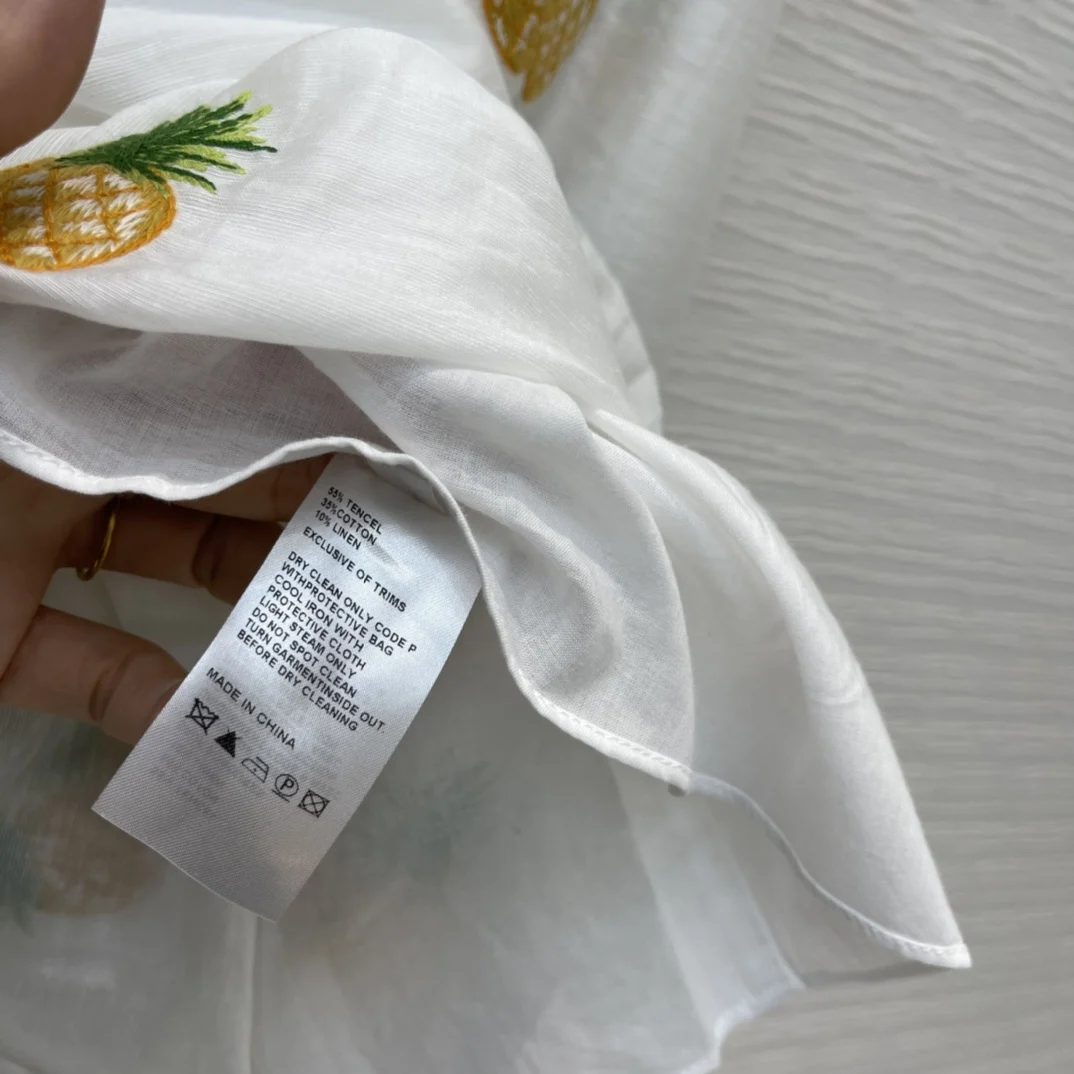 55% TENCEL
35%COTTON
10% LINEN
EXCLUSIVE OF TRIMS
DRY CLEAN ONLY CODE P
WITHPROTECTIVE BAG
COOL IRON WITH
PROTECTIVE CLOTH
LIGHT STEAM ONLY
DO NOT SPOT CLEAN
TURN GARMENTINSIDE OUT.
BEFORE DRY CLEANING
MADE IN CHINA
P